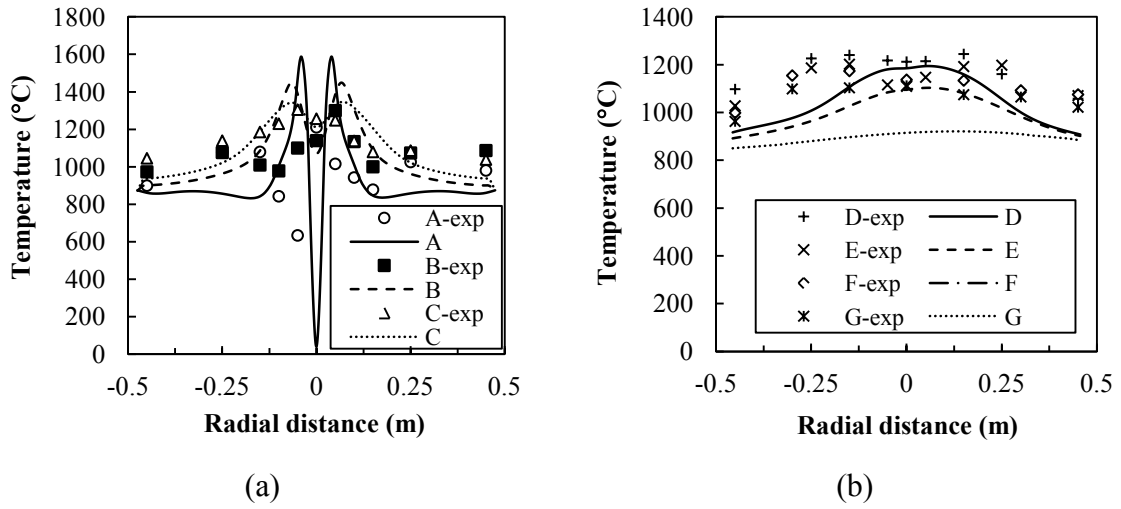 1800
1600
1400
1200
1000
800
600
400
200
0
Temperature (°C)
A-exp
A
B-exp
B
C-exp
C
-0.5 -0.25 0 0.25 0.5
Radial distance (m)
(a)
1400
1200
1000
800
600
400
200
0
Temperature (°C)
D-exp D
E-exp E
F-exp F
G-exp G
-0.5 -0.25 0 0.25 0.5
Radial distance (m)
(b)